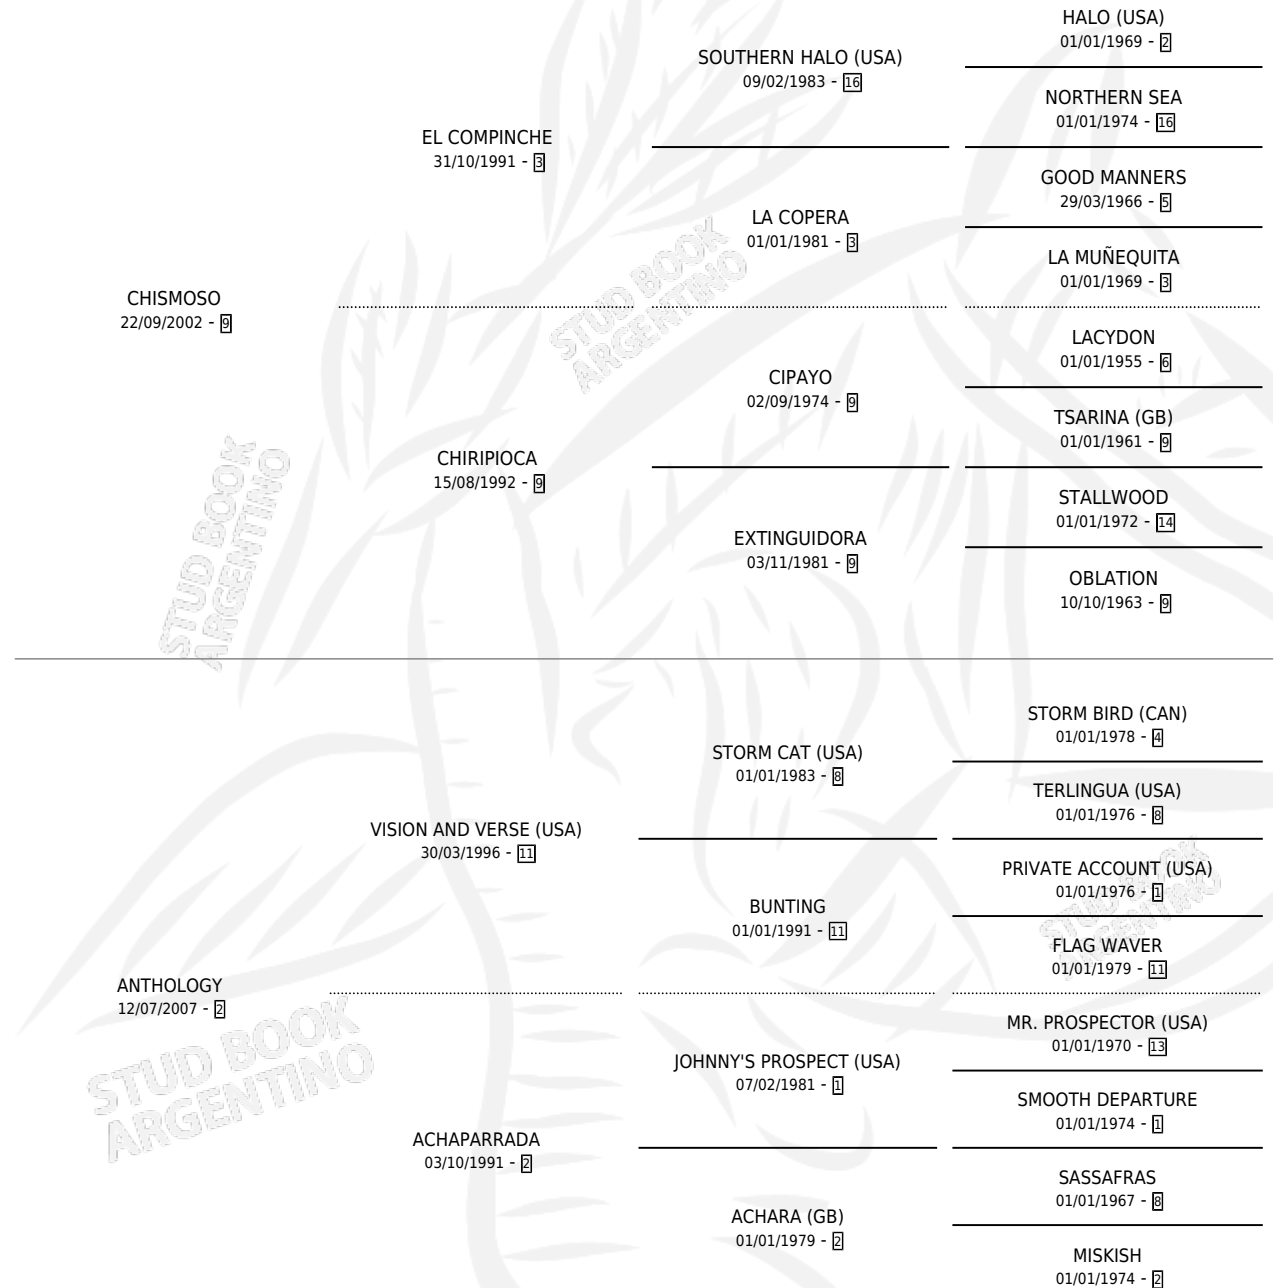 HALO (USA)
01/01/1969 - 2
SOUTHERN HALO (USA)
09/02/1983 - 16
NORTHERN SEA
01/01/1974 - 16
EL COMPINCHE
31/10/1991 - 3
GOOD MANNERS
29/03/1966 - 5
LA COPERA
01/01/1981 - 3
LA MUÑEQUITA
01/01/1969 - 3
CHISMOSO
22/09/2002 - 9
LACYDON
01/01/1955 - 6
CIPAYO
02/09/1974 - 9
TSARINA (GB)
01/01/1961 - 9
CHIRIPIOCA
15/08/1992 - 9
STALLWOOD
01/01/1972 - 14
EXTINGUIDORA
03/11/1981 - 9
OBLATION
10/10/1963 - 9
STORM BIRD (CAN)
01/01/1978 - 4
STORM CAT (USA)
01/01/1983 - 8
TERLINGUA (USA)
01/01/1976 - 8
VISION AND VERSE (USA)
30/03/1996 - 11
PRIVATE ACCOUNT (USA)
01/01/1976 - 1
BUNTING
01/01/1991 - 11
FLAG WAVER
01/01/1979 - 11
ANTHOLOGY
12/07/2007 - 2
MR. PROSPECTOR (USA)
01/01/1970 - 13
JOHNNY'S PROSPECT (USA)
07/02/1981 - 1
SMOOTH DEPARTURE
01/01/1974 - 1
ACHAPARRADA
03/10/1991 - 2
SASSAFRAS
01/01/1967 - 8
ACHARA (GB)
01/01/1979 - 2
MISKISH
01/01/1974 - 2
STUD BOOK
ARGENTINO
STUD BOOK
ARGENTINO
STUD BOOK
ARGENTINO
STUD BOOK
ARGENTINO